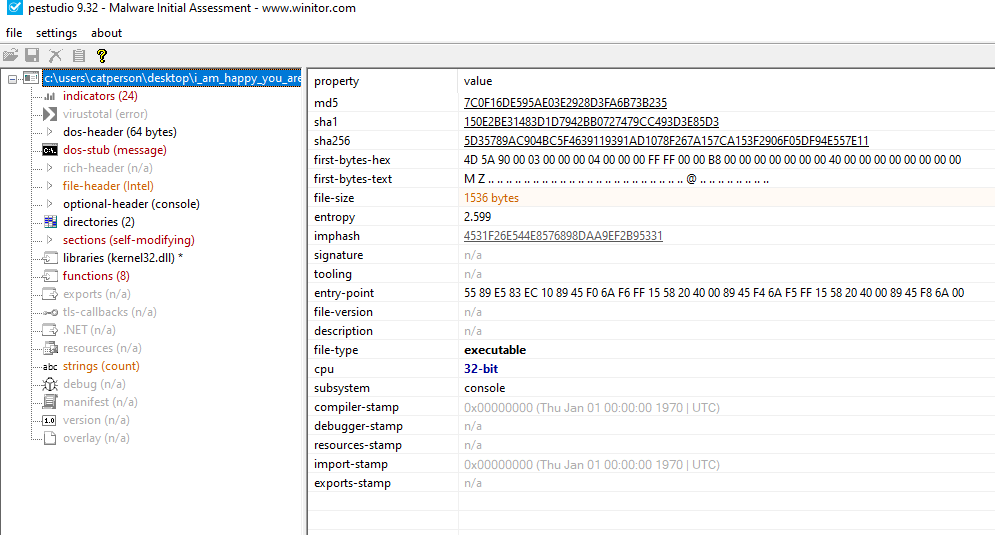 pestudio 9.32 - Malware Initial Assessment - www.winitor.com
file settings about
c:\users\catperson\desktop\i_am_happy_you_are
indicators (24)
virustotal (error)
dos-header (64 bytes)
dos-stub (message)
rich-header (n/a)
file-header (Intel)
optional-header (console)
directories (2)
sections (self-modifying)
libraries (kernel32.dll) *
functions (8)
exports (n/a)
tls-callbacks (n/a)
.NET (n/a)
resources (n/a)
abc strings (count)
debug (n/a)
manifest (n/a)
1.0 version (n/a)
overlay (n/a)
property value
md5 7C0F16DE595AE03E2928D3FA6B73B235
sha1 150E2BE31483D1D7942BB0727479CC493D3E85D3
sha256 5D35789AC904BC5F4639119391AD1078F267A157CA153F2906F05DF94E557E11
first-bytes-hex 4D 5A 90 00 03 00 00 00 04 00 00 00 FF FF 00 00 B8 00 00 00 00 00 00 00 40 00 00 00 00 00 00 00
first-bytes-text M Z .. .. .. .. .. .. .. .. .. .. .. .. .. .. .. .. .. .. .. .. .. .. @ .. .. .. .. .. .. ..
file-size 1536 bytes
entropy 2.599
imphash 4531F26E544E8576898DAA9EF2B95331
signature n/a
tooling n/a
entry-point 55 89 E5 83 EC 10 89 45 F0 6A F6 FF 15 58 20 40 00 89 45 F4 6A F5 FF 15 58 20 40 00 89 45 F8 6A 00
file-version n/a
description n/a
file-type executable
cpu 32-bit
subsystem console
compiler-stamp 0x00000000 (Thu Jan 01 00:00:00 1970 | UTC)
debugger-stamp n/a
resources-stamp n/a
import-stamp 0x00000000 (Thu Jan 01 00:00:00 1970 | UTC)
exports-stamp n/a